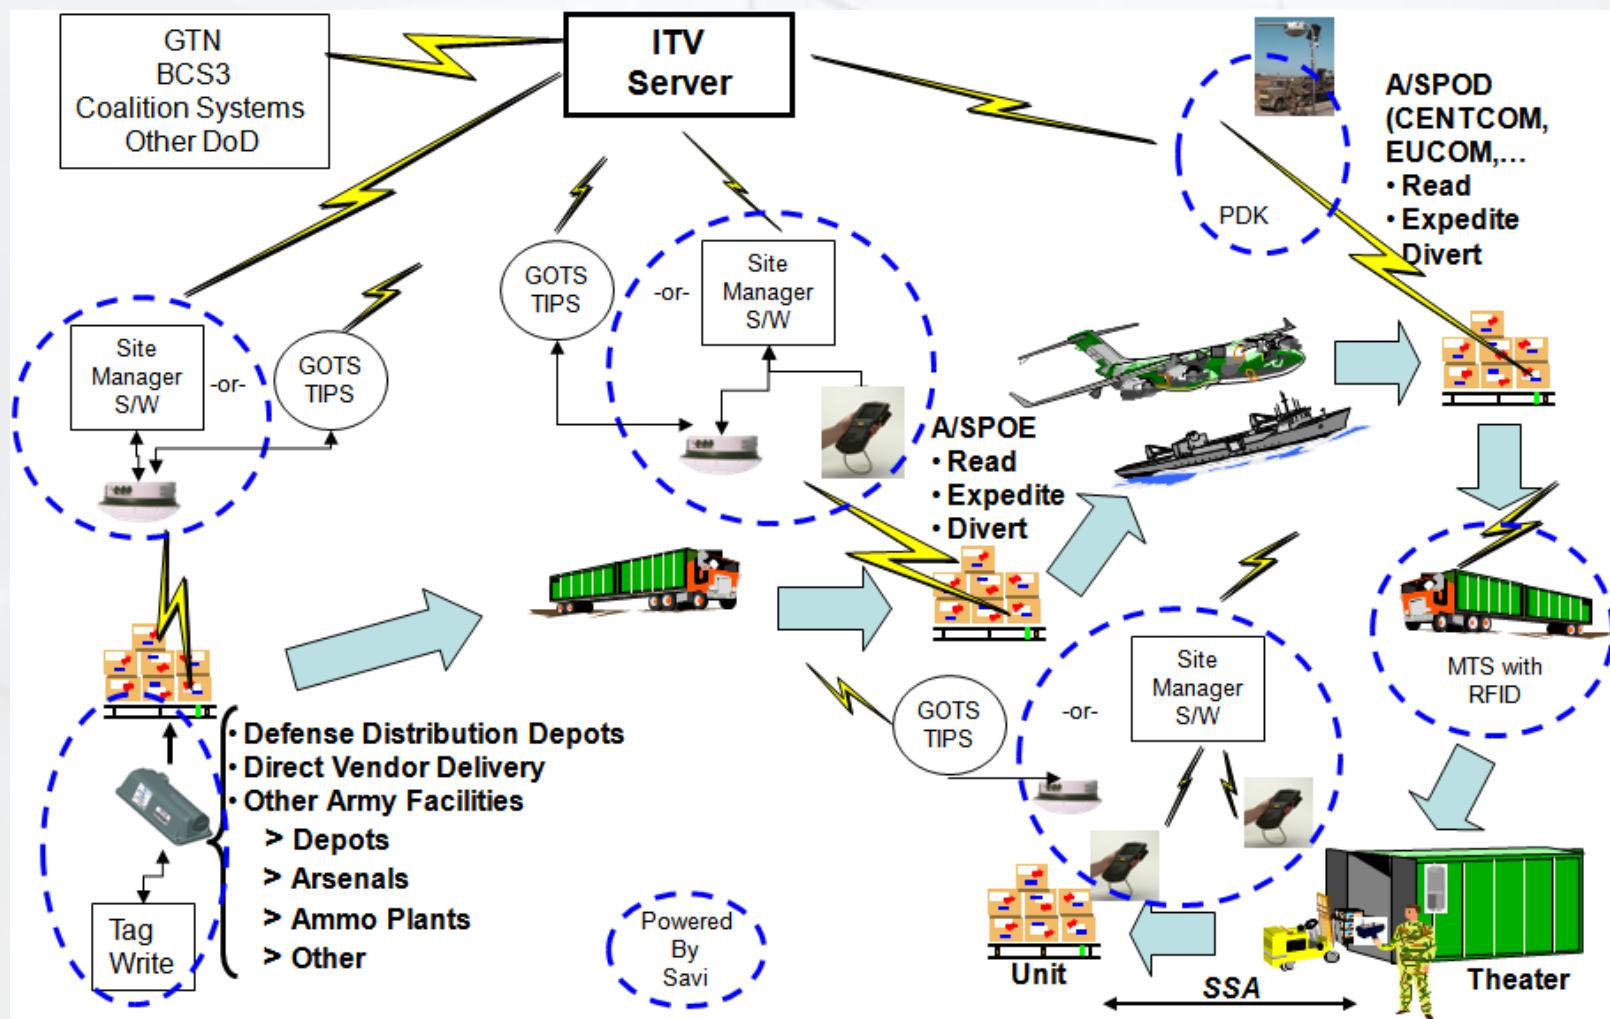 GTN
BCS3
Coalition Systems
Other DoD
ITV
Server
A/SPOD
(CENTCOM,
EUCOM,...
• Read
• Expedite
Divert
PDK
GOTS
TIPS
-or-
Site
Manager
S/W
Site
Manager
S/W
-or-
GOTS
TIPS
A/SPOE
• Read
• Expedite
• Divert
Site
Manager
S/W
-or-
GOTS
TIPS
MTS with
RFID
• Defense Distribution Depots
• Direct Vendor Delivery
• Other Army Facilities
> Depots
> Arsenals
> Ammo Plants
> Other
Tag
Write
Powered
By
Savi
Unit
SSA
Theater